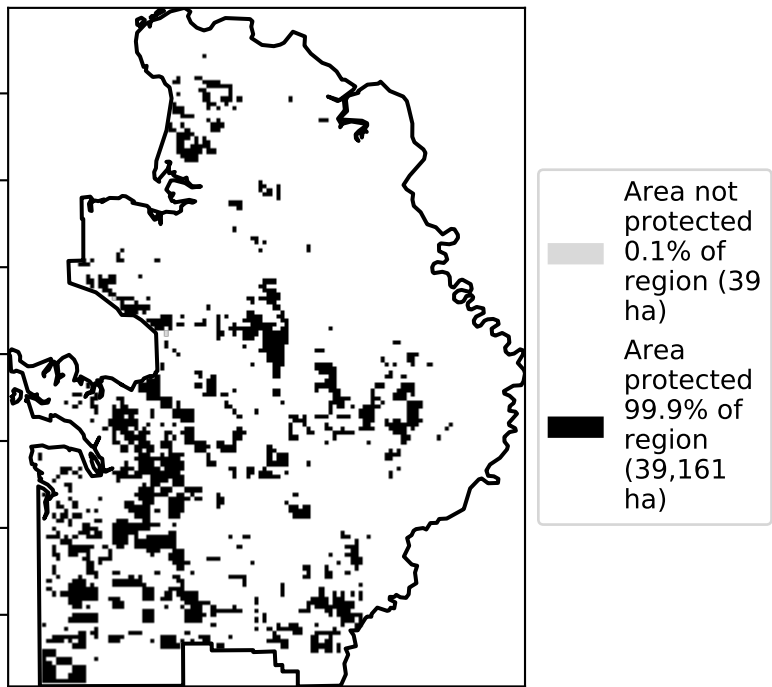 Area not
protected
0.1% of
region (39
ha)
Area
protected
99.9% of
region
(39,161
ha)